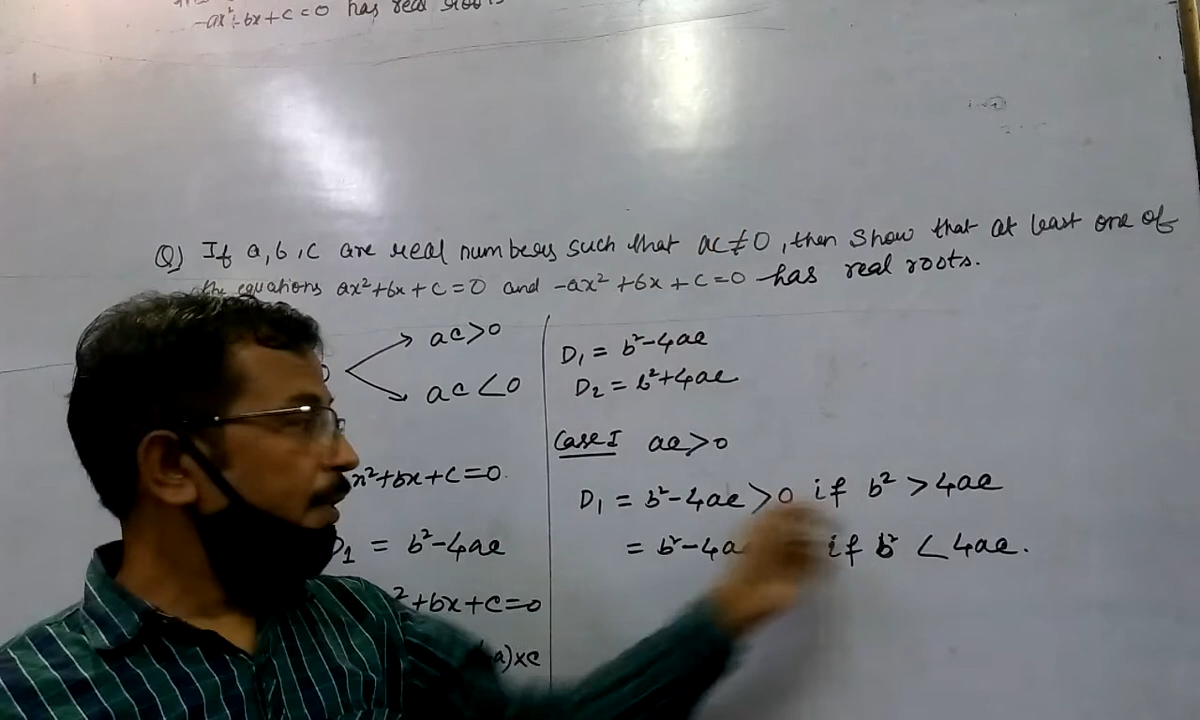 -ax²+bx+c=0 has real roots
Q) If a,b,c are real numbers such that ac≠0, then show that at least one of
the equations ax²+bx+c=0 and -ax²+bx+c=0 has real roots.
ac>0
ac<0
x²+bx+c=0.
D₁ = b²-4ac
²+bx+c=0
a)×c
D₁ = b²-4ac
D₂ = b²+4ac
Case I ac>0
D₁ = b²-4ac >0 if b² >4ac
= b²-4a if b² <4ac.